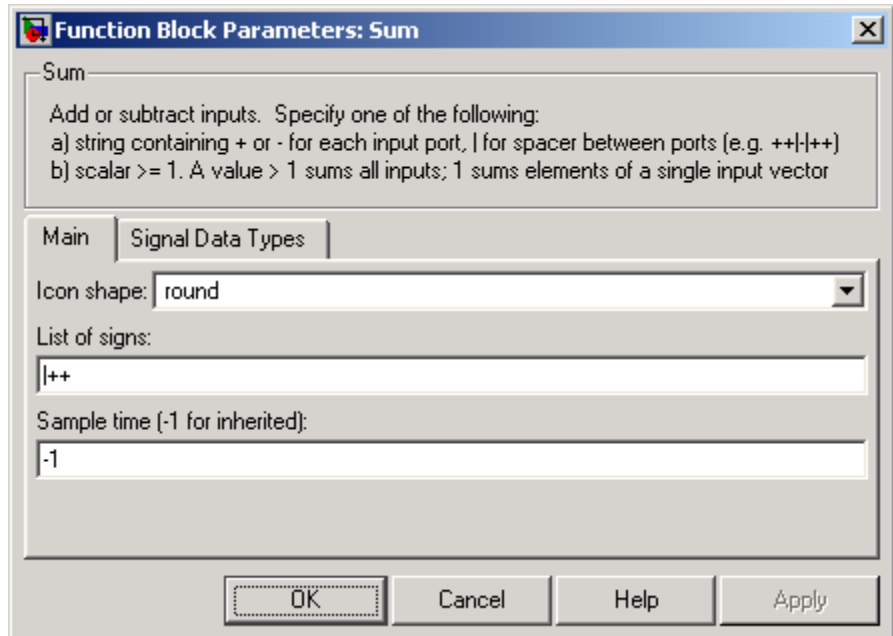 Function Block Parameters: Sum
Sum
Add or subtract inputs. Specify one of the following:
a) string containing + or - for each input port, | for spacer between ports (e.g. ++|-|++)
b) scalar >= 1. A value > 1 sums all inputs; 1 sums elements of a single input vector
Main
Signal Data Types
Icon shape: round
List of signs:
|++
Sample time (-1 for inherited):
-1
OK
Cancel
Help
Apply